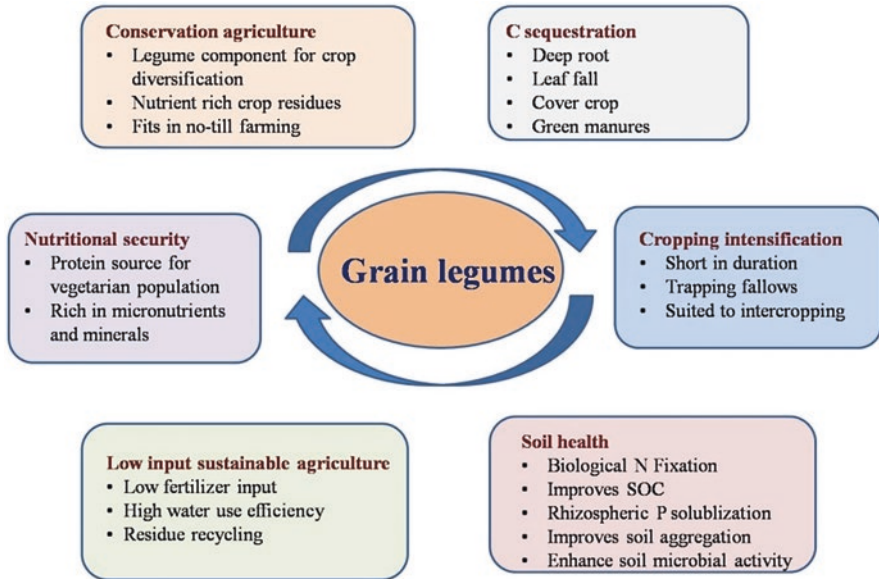 Conservation agriculture
• Legume component for crop
diversification
• Nutrient rich crop residues
• Fits in no-till farming
C sequestration
• Deep root
• Leaf fall
• Cover crop
• Green manures
Nutritional security
• Protein source for
vegetarian population
• Rich in micronutrients
and minerals
Grain legumes
Cropping intensification
• Short in duration
• Trapping fallows
• Suited to intercropping
Low input sustainable agriculture
• Low fertilizer input
• High water use efficiency
• Residue recycling
Soil health
• Biological N Fixation
• Improves SOC
• Rhizospheric P solublization
• Improves soil aggregation
• Enhance soil microbial activity